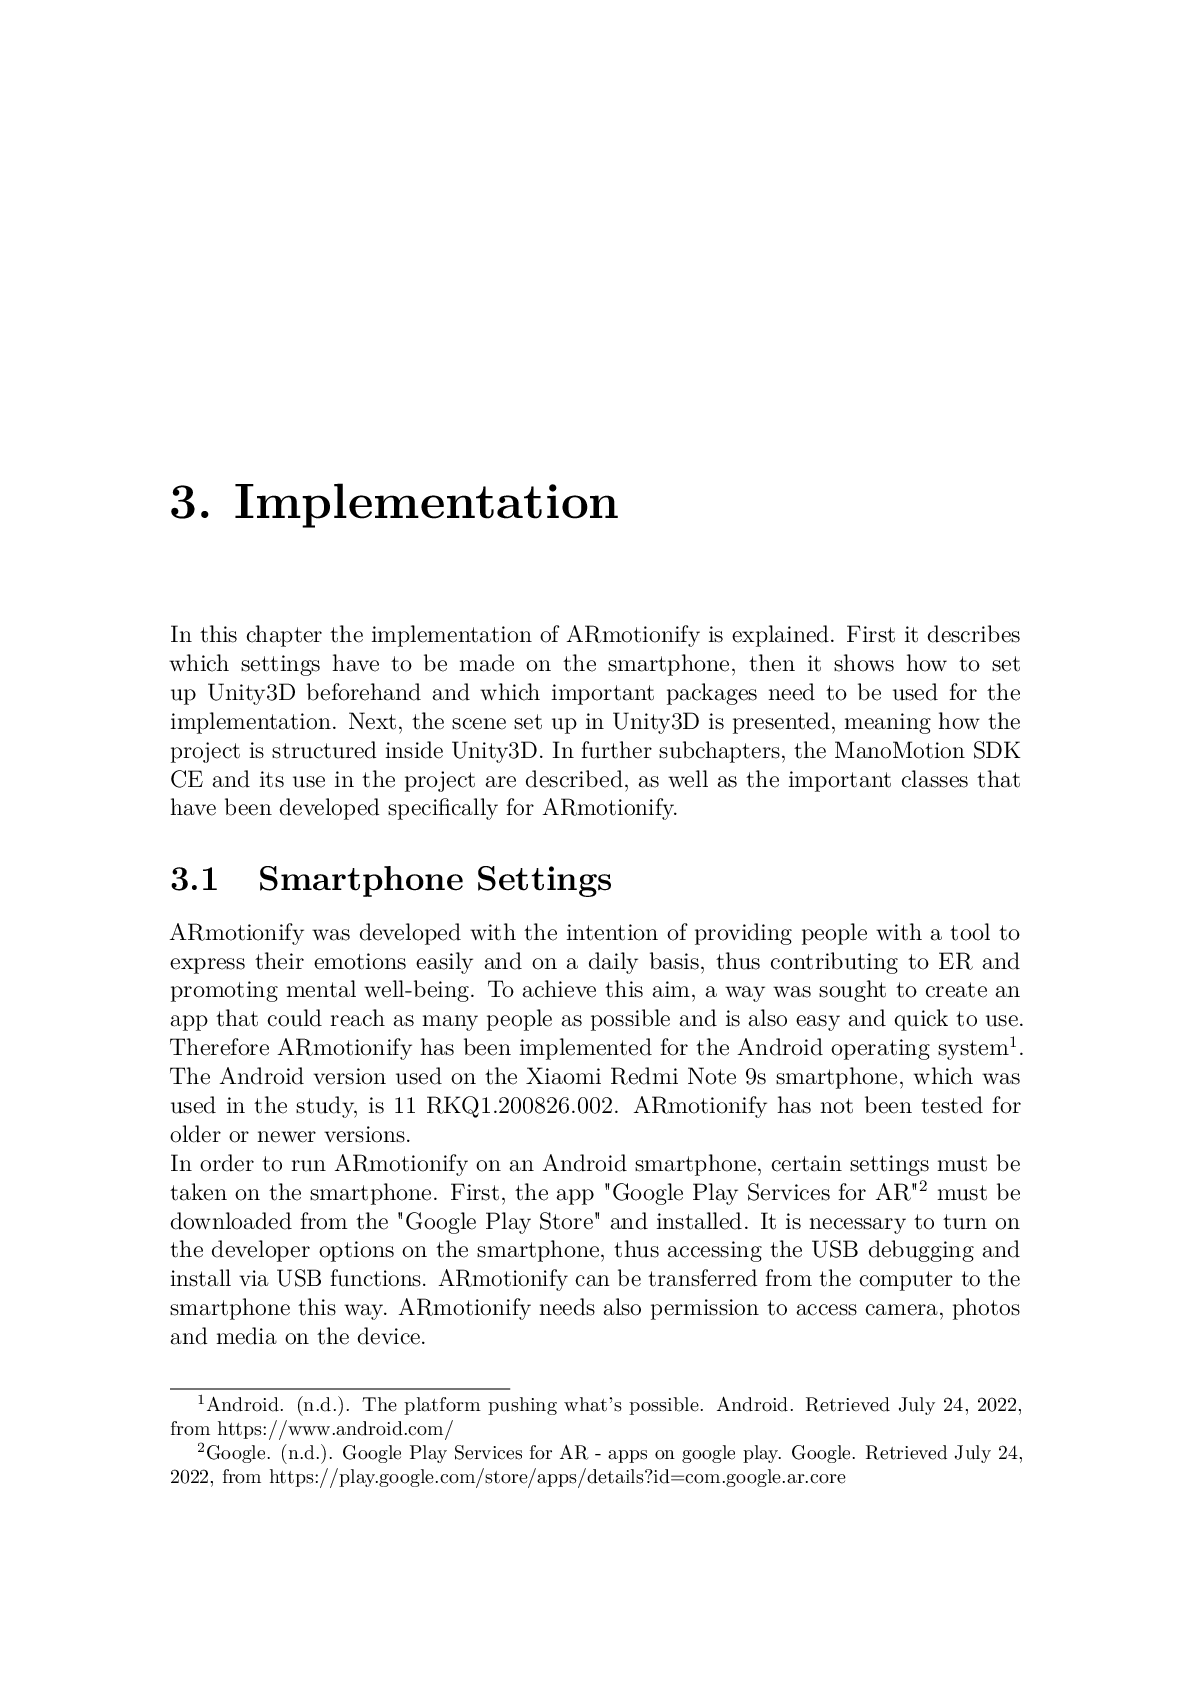 3. Implementation
In this chapter the implementation of ARmotionify is explained. First it describes
which settings have to be made on the smartphone, then it shows how to set
up Unity3D beforehand and which important packages need to be used for the
implementation. Next, the scene set up in Unity3D is presented, meaning how the
project is structured inside Unity3D. In further subchapters, the ManoMotion SDK
CE and its use in the project are described, as well as the important classes that
have been developed specifically for ARmotionify.
3.1 Smartphone Settings
ARmotionify was developed with the intention of providing people with a tool to
express their emotions easily and on a daily basis, thus contributing to ER and
promoting mental well-being. To achieve this aim, a way was sought to create an
app that could reach as many people as possible and is also easy and quick to use.
Therefore ARmotionify has been implemented for the Android operating system¹.
The Android version used on the Xiaomi Redmi Note 9s smartphone, which was
used in the study, is 11 RKQ1.200826.002. ARmotionify has not been tested for
older or newer versions.
In order to run ARmotionify on an Android smartphone, certain settings must be
taken on the smartphone. First, the app "Google Play Services for AR"² must be
downloaded from the "Google Play Store" and installed. It is necessary to turn on
the developer options on the smartphone, thus accessing the USB debugging and
install via USB functions. ARmotionify can be transferred from the computer to the
smartphone this way. ARmotionify needs also permission to access camera, photos
and media on the device.
¹Android. (n.d.). The platform pushing what's possible. Android. Retrieved July 24, 2022,
from https://www.android.com/
²Google. (n.d.). Google Play Services for AR - apps on google play. Google. Retrieved July 24,
2022, from https://play.google.com/store/apps/details?id=com.google.ar.core